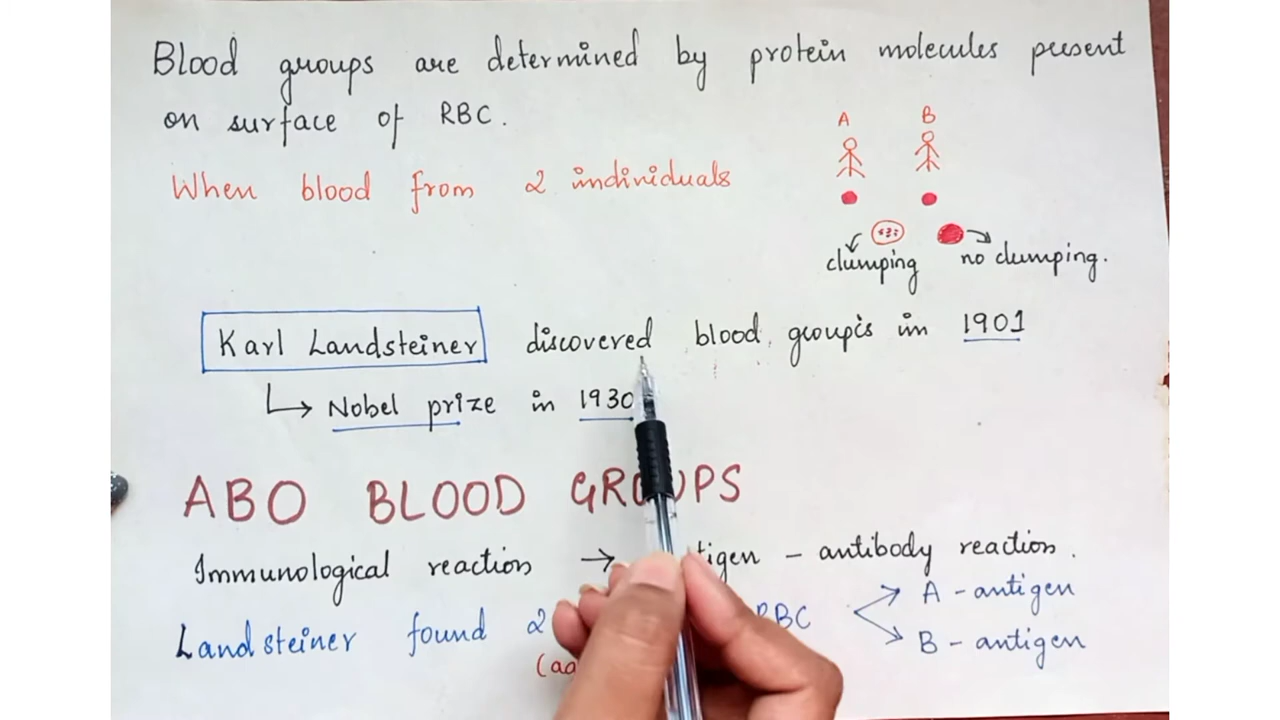 Blood groups are determined by protein molecules present
on surface of RBC.
A B
When blood from 2 individuals
clumping no clumping.
Karl Landsteiner discovered blood groups in 1901
Nobel prize in 1930
ABO BLOOD GROUPS
Immunological reaction → tigen - antibody reaction.
Landsteiner found 2 RBC
A - antigen
B - antigen